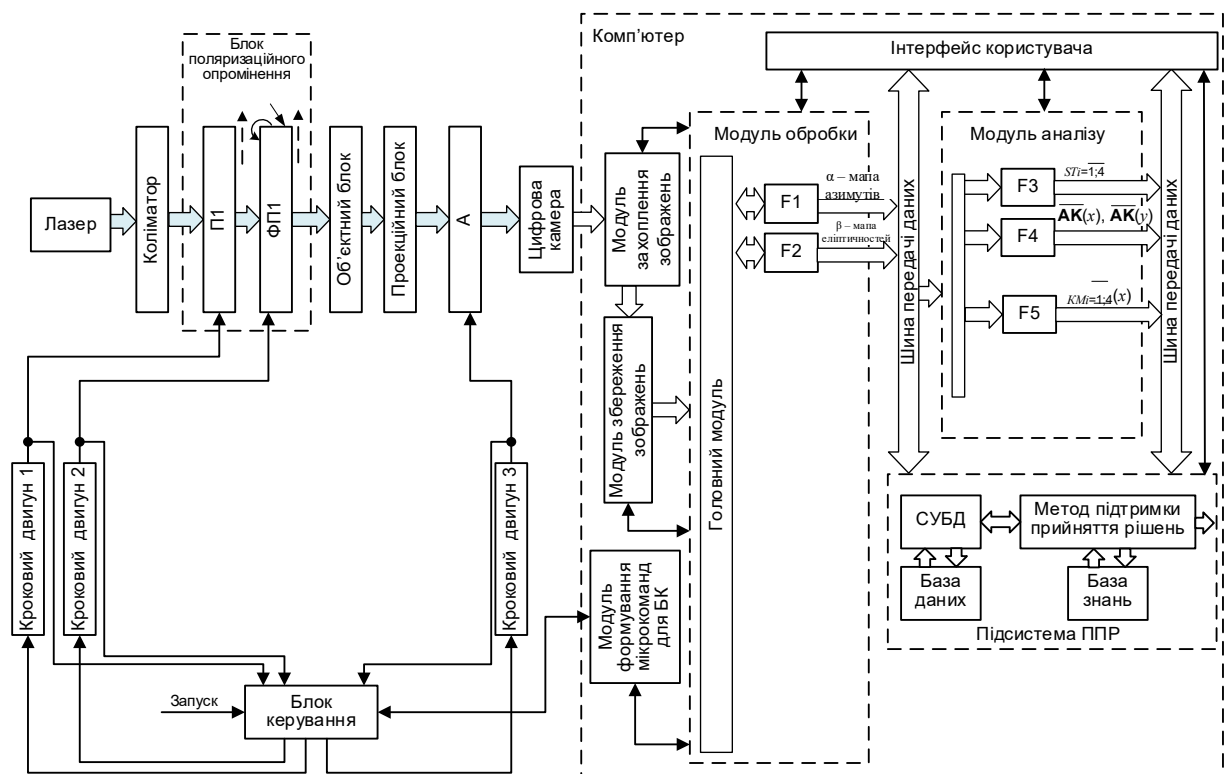 Блок
поляризаційного
опромінення
Комп’ютер
Інтерфейс користувача
Лазер
Коліматор
П1
ФП1
Об’єктний блок
Проекційний блок
А
Цифрова
камера
Модуль
захоплення
зображень
Модуль збереження
зображень
Модуль
формування
мікрокоманд
для БК
Модуль обробки
Головний модуль
F1
α – мапа
азимутів
F2
β – мапа
еліптичностей
Шина передачі даних
Модуль аналізу
F3
STi=1;4
F4
AK(x), AK(y)
F5
KMi=1;4(x)
Шина передачі даних
СУБД
Метод підтримки
прийняття рішень
База
даних
База
знань
Підсистема ППР
Кроковий двигун 1
Кроковий двигун 2
Кроковий двигун 3
Запуск
Блок
керування